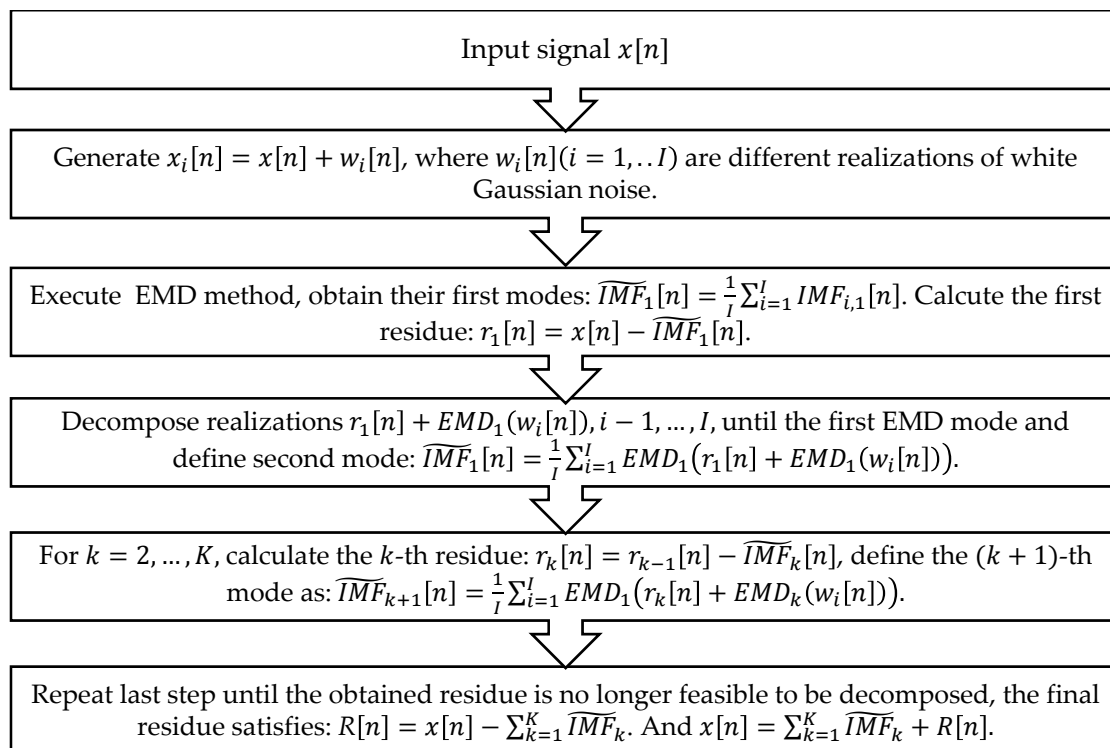 Input signal x[n]
Generate x_i[n] = x[n] + w_i[n], where w_i[n](i = 1,..I) are different realizations of white
Gaussian noise.
Execute EMD method, obtain their first modes: \widetilde{IMF}_1[n] = \frac{1}{I}\sum_{i=1}^{I} IMF_{i,1}[n]. Calcute the first
residue: r_1[n] = x[n] − \widetilde{IMF}_1[n].
Decompose realizations r_1[n] + EMD_1(w_i[n]), i − 1, …, I, until the first EMD mode and
define second mode: \widetilde{IMF}_1[n] = \frac{1}{I}\sum_{i=1}^{I} EMD_1(r_1[n] + EMD_1(w_i[n])).
For k = 2, …, K, calculate the k-th residue: r_k[n] = r_{k−1}[n] − \widetilde{IMF}_k[n], define the (k + 1)-th
mode as: \widetilde{IMF}_{k+1}[n] = \frac{1}{I}\sum_{i=1}^{I} EMD_1(r_k[n] + EMD_k(w_i[n])).
Repeat last step until the obtained residue is no longer feasible to be decomposed, the final
residue satisfies: R[n] = x[n] − \sum_{k=1}^{K} \widetilde{IMF}_k. And x[n] = \sum_{k=1}^{K} \widetilde{IMF}_k + R[n].